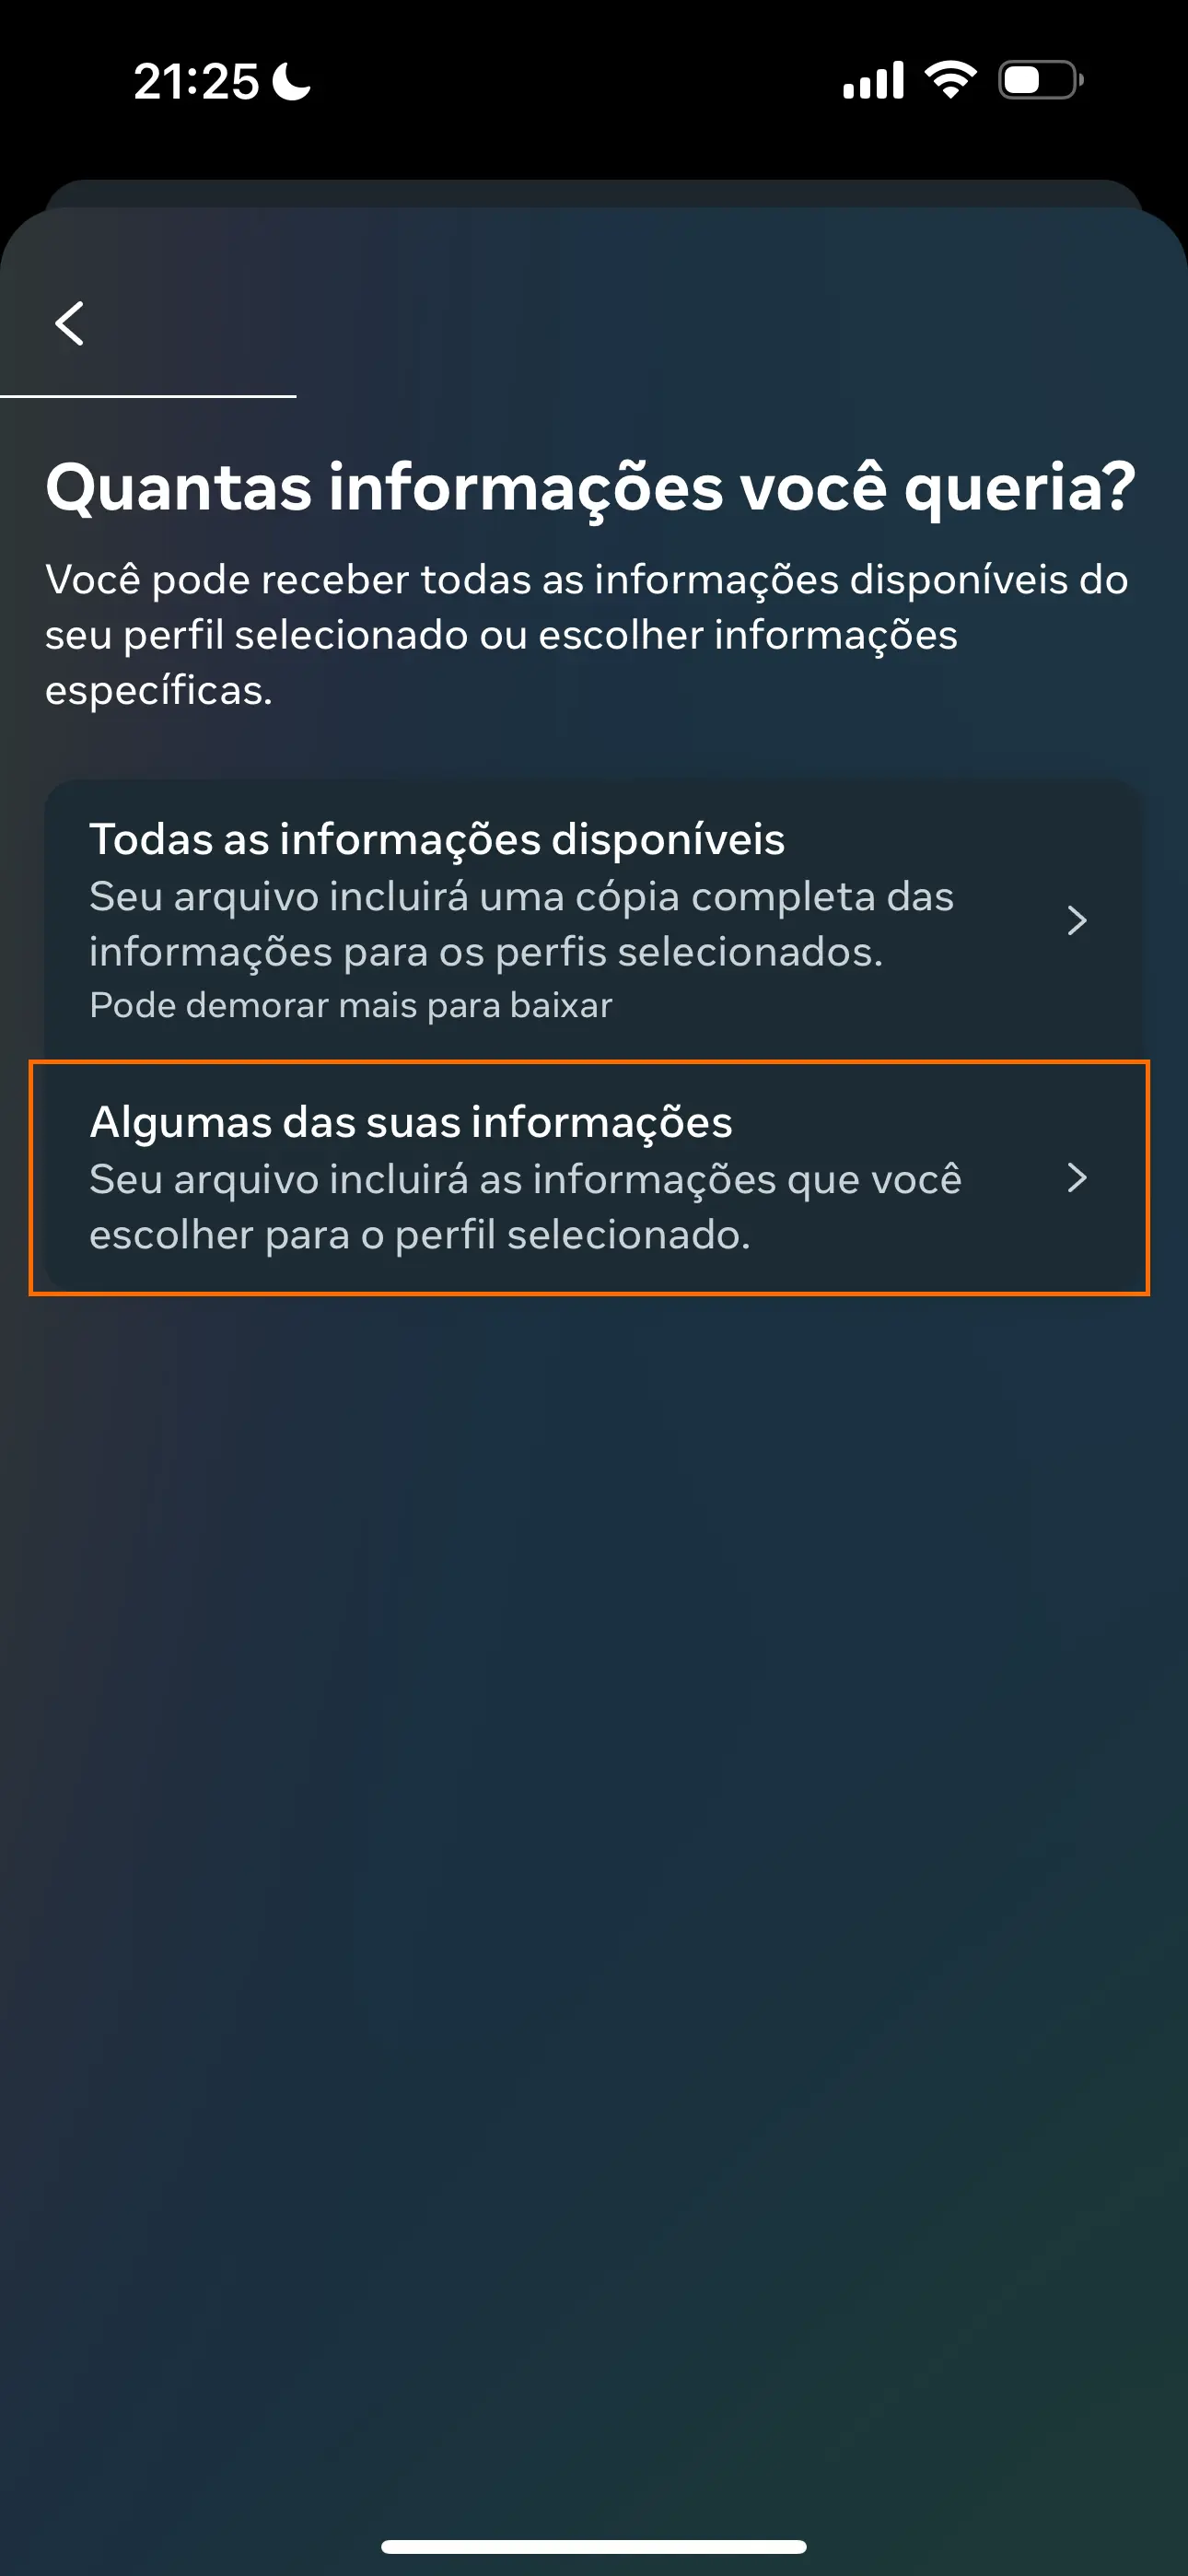 21:25
Quantas informações você queria?
Você pode receber todas as informações disponíveis do
seu perfil selecionado ou escolher informações
específicas.
Todas as informações disponíveis
Seu arquivo incluirá uma cópia completa das
informações para os perfis selecionados.
Pode demorar mais para baixar
Algumas das suas informações
Seu arquivo incluirá as informações que você
escolher para o perfil selecionado.